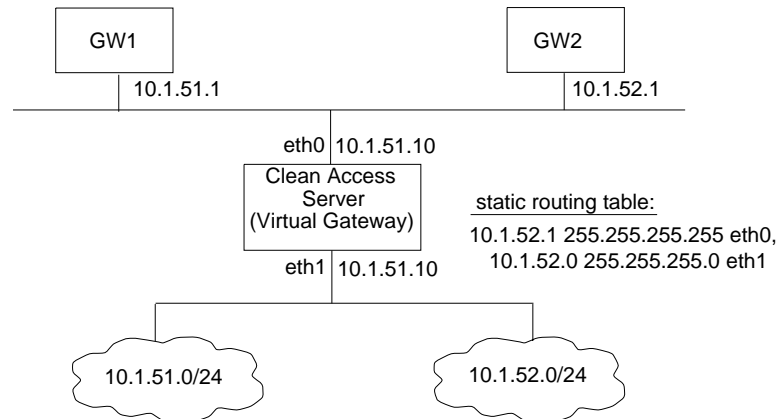 GW1
GW2
10.1.51.1
10.1.52.1
eth0
10.1.51.10
Clean Access
Server
(Virtual Gateway)
static routing table:
10.1.52.1 255.255.255.255 eth0,
10.1.52.0 255.255.255.0 eth1
eth1
10.1.51.10
10.1.51.0/24
10.1.52.0/24